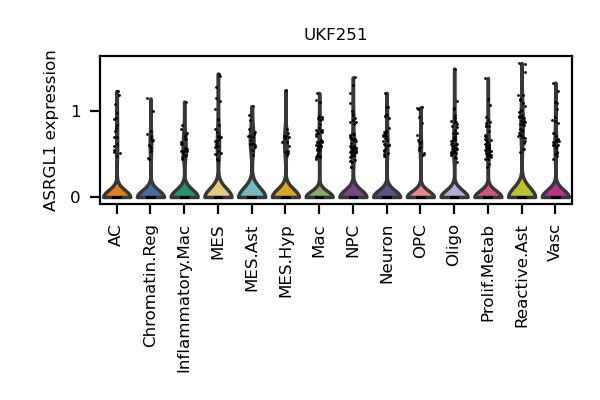 UKF251
ASRGL1 expression
1
0
AC
Chromatin.Reg
Inflammatory.Mac
MES
MES.Ast
MES.Hyp
Mac
NPC
Neuron
OPC
Oligo
Prolif.Metab
Reactive.Ast
Vasc